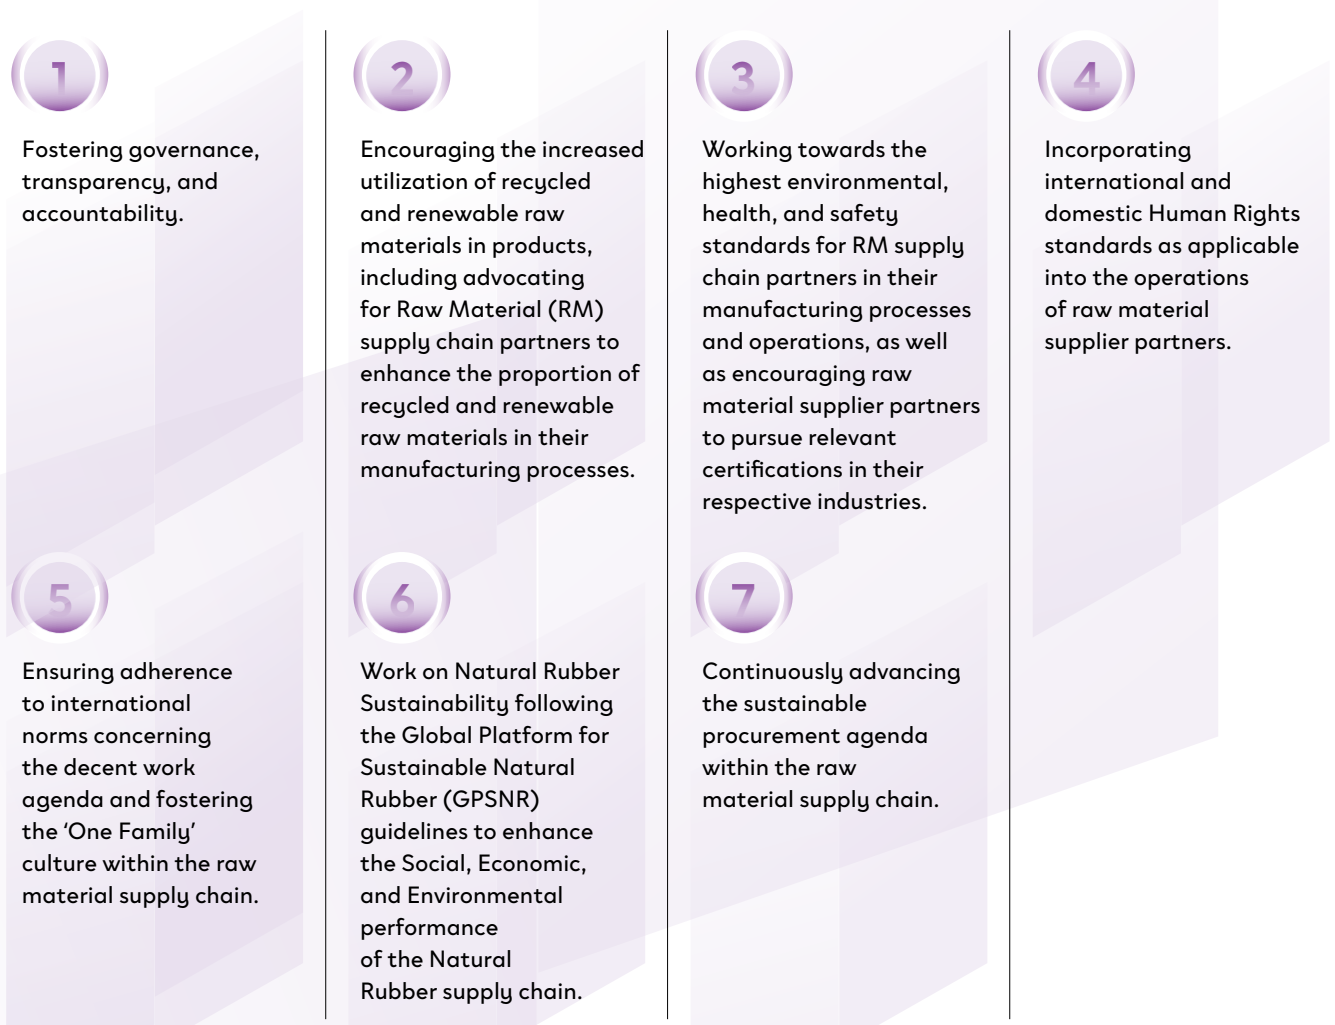 1
Fostering governance,
transparency, and
accountability.
2
Encouraging the increased
utilization of recycled
and renewable raw
materials in products,
including advocating
for Raw Material (RM)
supply chain partners to
enhance the proportion of
recycled and renewable
raw materials in their
manufacturing processes.
3
Working towards the
highest environmental,
health, and safety
standards for RM supply
chain partners in their
manufacturing processes
and operations, as well
as encouraging raw
material supplier partners
to pursue relevant
certifications in their
respective industries.
4
Incorporating
international and
domestic Human Rights
standards as applicable
into the operations
of raw material
supplier partners.
5
Ensuring adherence
to international
norms concerning
the decent work
agenda and fostering
the ‘One Family’
culture within the raw
material supply chain.
6
Work on Natural Rubber
Sustainability following
the Global Platform for
Sustainable Natural
Rubber (GPSNR)
guidelines to enhance
the Social, Economic,
and Environmental
performance
of the Natural
Rubber supply chain.
7
Continuously advancing
the sustainable
procurement agenda
within the raw
material supply chain.